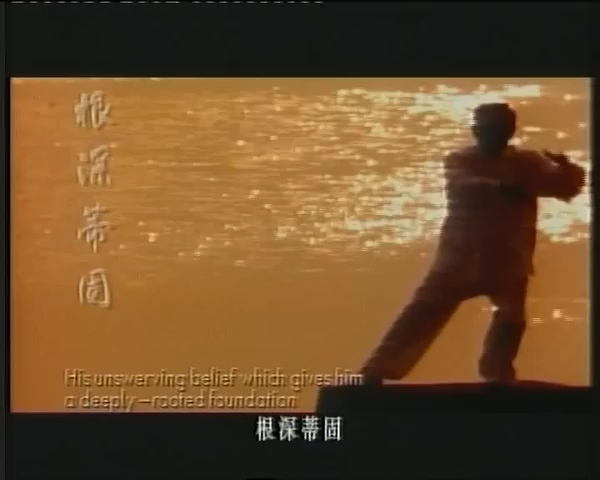 根深蒂固
His unswerving belief which gives him
a deeply-rooted foundation
根深蒂固